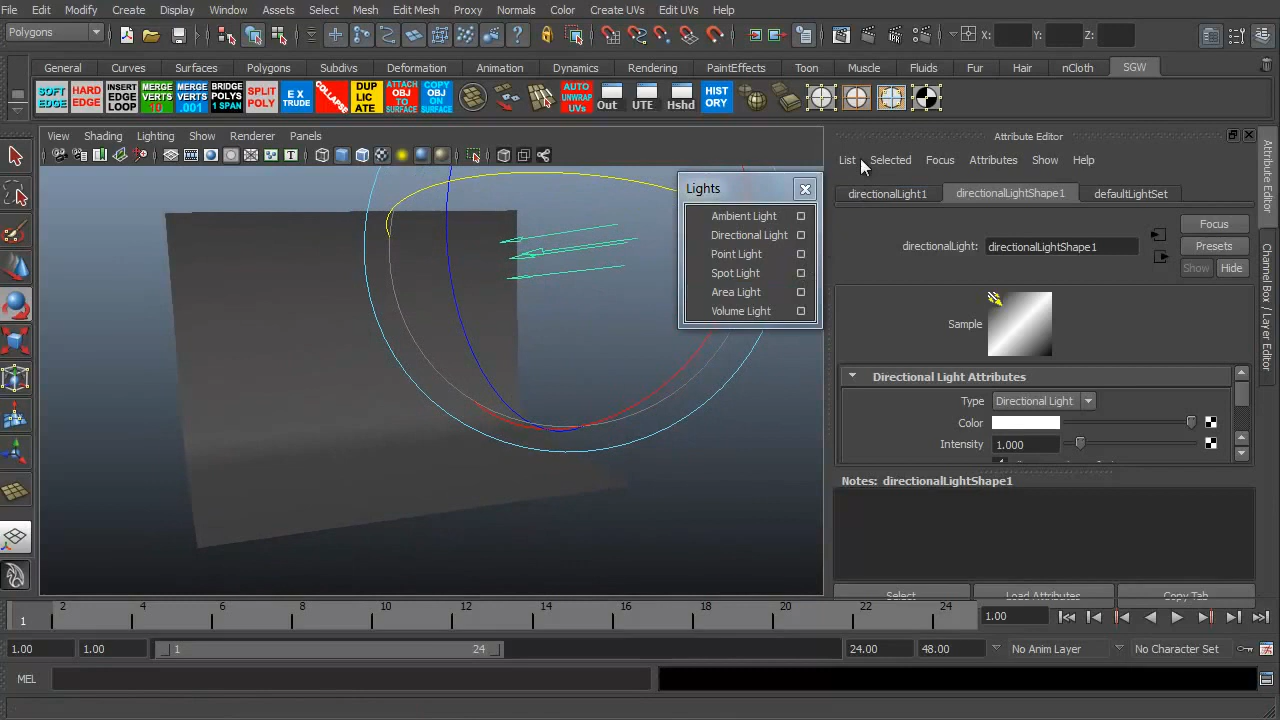 File Edit Modify Create Display Window Assets Select Mesh Edit Mesh Proxy Normals Color Create UVs Edit UVs Help
Polygons X: Y: Z:
General Curves Surfaces Polygons Subdivs Deformation Animation Dynamics Rendering PaintEffects Toon Muscle Fluids Fur Hair nCloth SGW
SOFT EDGE HARD EDGE INSERT EDGE LOOP MERGE VERTS 10 MERGE VERTS .001 BRIDGE POLYS 1 SPAN SPLIT POLY EX TRUDE COLLAPSE DUP LIC ATE ATTACH OBJ TO SURFACE COPY OBJ ON SURFACE AUTO UNWRAP UVs Out UTE Hshd HIST ORY
View Shading Lighting Show Renderer Panels
Lights
Ambient Light
Directional Light
Point Light
Spot Light
Area Light
Volume Light
Attribute Editor
List Selected Focus Attributes Show Help
directionalLight1 directionalLightShape1 defaultLightSet
Focus
directionalLight: directionalLightShape1 Presets
Show Hide
Sample
Directional Light Attributes
Type Directional Light
Color
Intensity 1.000
Notes: directionalLightShape1
Select Load Attributes Copy Tab
Attribute Editor
Channel Box / Layer Editor
1 2 4 6 8 10 12 14 16 18 20 22 24 1.00
1.00 1.00 1 24 24.00 48.00 No Anim Layer No Character Set
MEL